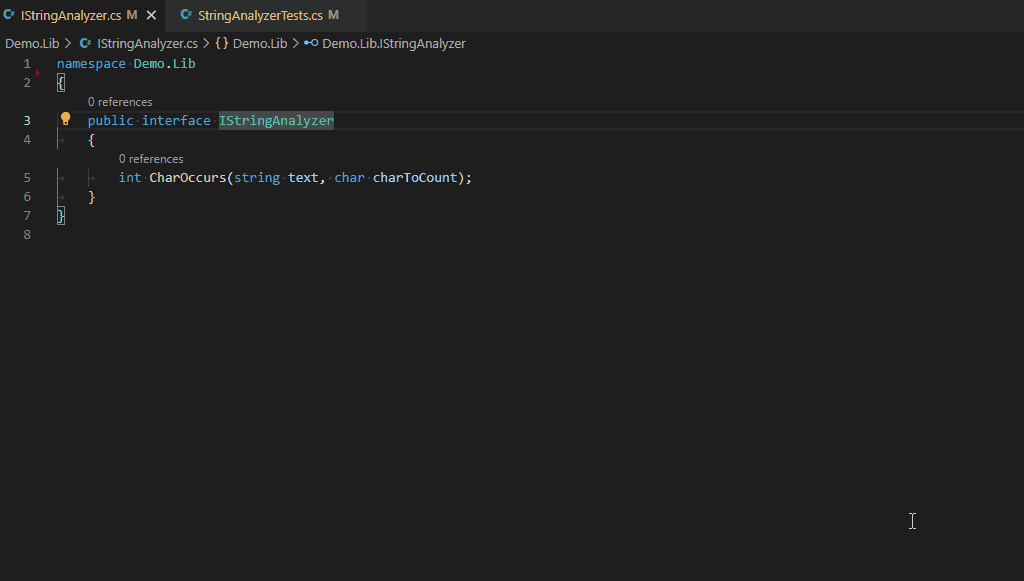 IStringAnalyzer.cs M StringAnalyzerTests.cs M
Demo.Lib > IStringAnalyzer.cs > {} Demo.Lib > Demo.Lib.IStringAnalyzer
1 namespace Demo.Lib
2 {
0 references
3 public interface IStringAnalyzer
4 {
0 references
5 int CharOccurs(string text, char charToCount);
6 }
7 }
8